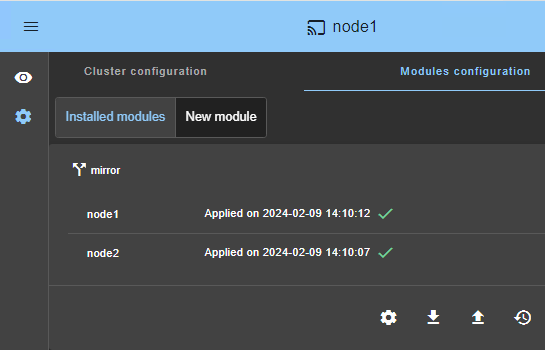 node1
Cluster configuration
Modules configuration
Installed modules
New module
mirror
node1 Applied on 2024-02-09 14:10:12
node2 Applied on 2024-02-09 14:10:07